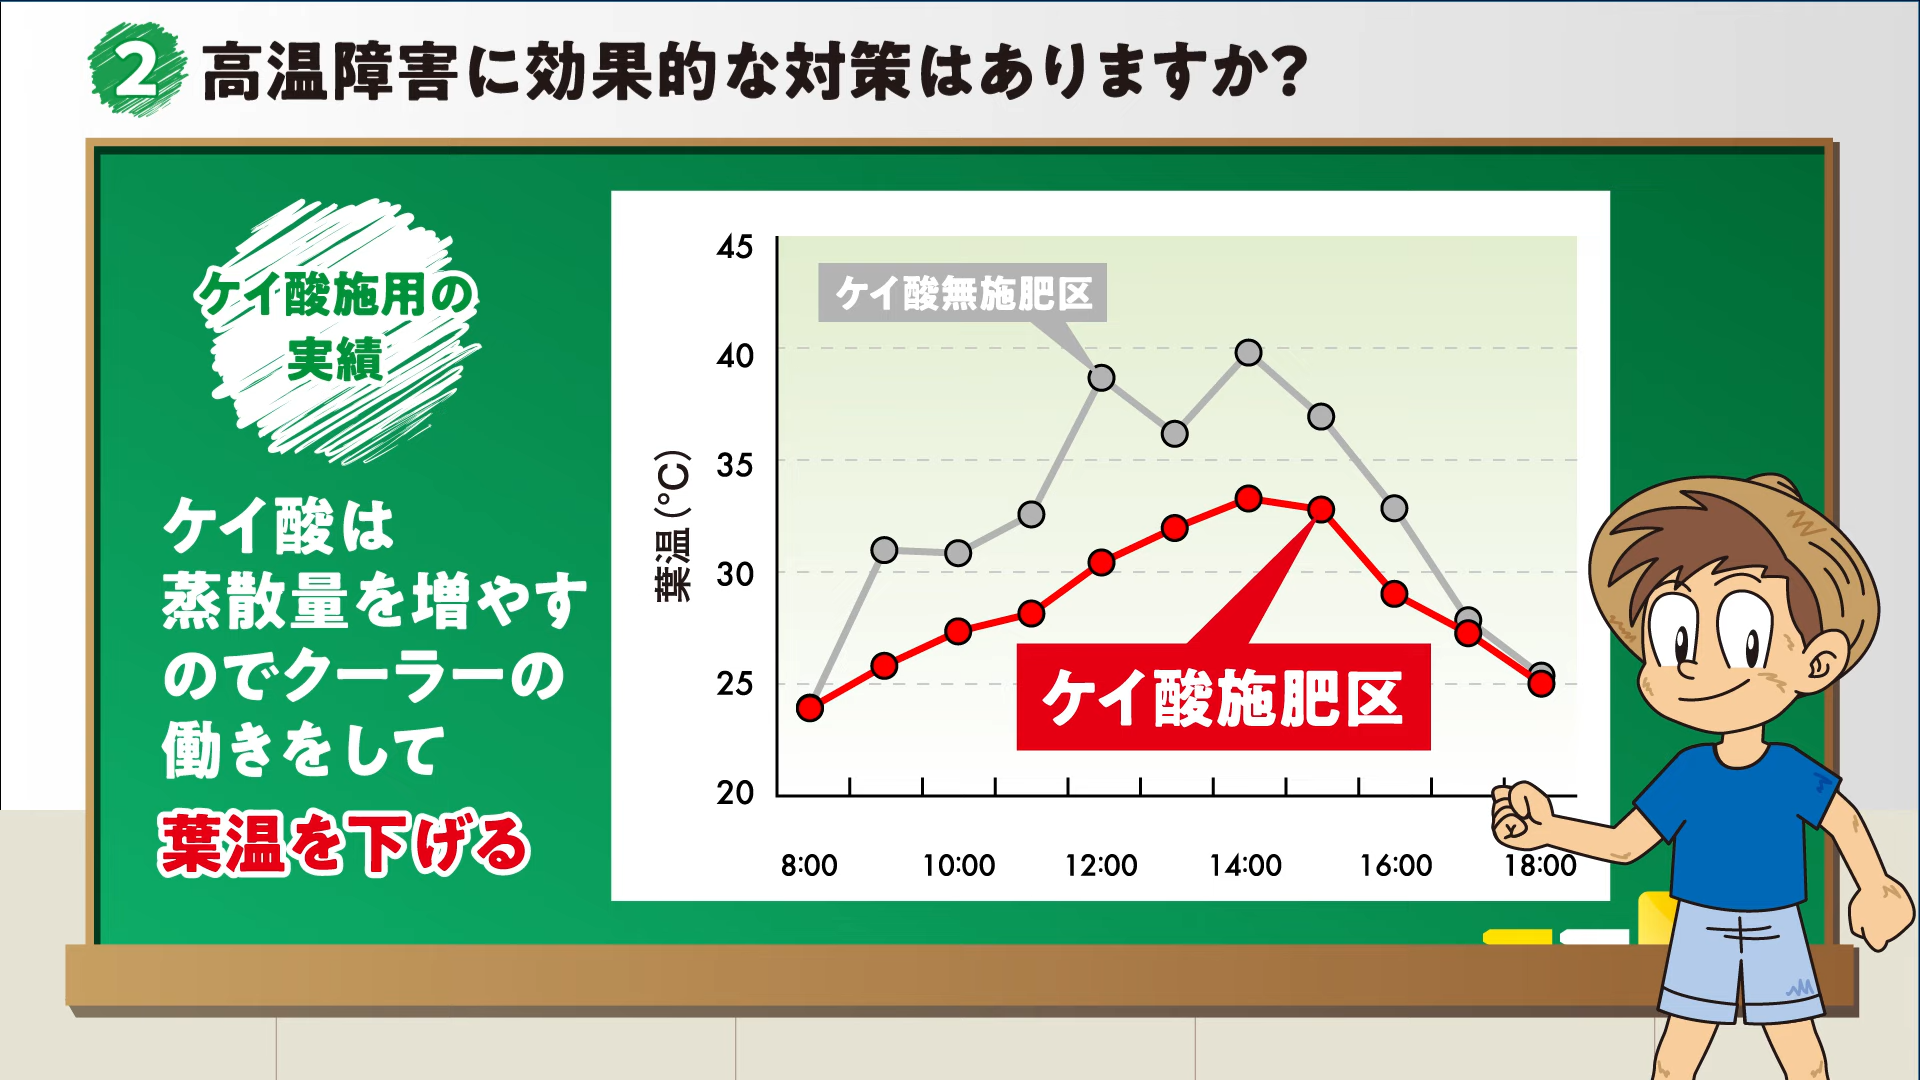 2 高温障害に効果的な対策はありますか?
ケイ酸施用の
実績
ケイ酸は
蒸散量を増やす
のでクーラーの
働きをして
葉温を下げる
葉温(°C)
45
40
35
30
25
20
ケイ酸無施肥区
ケイ酸施肥区
8:00 10:00 12:00 14:00 16:00 18:00